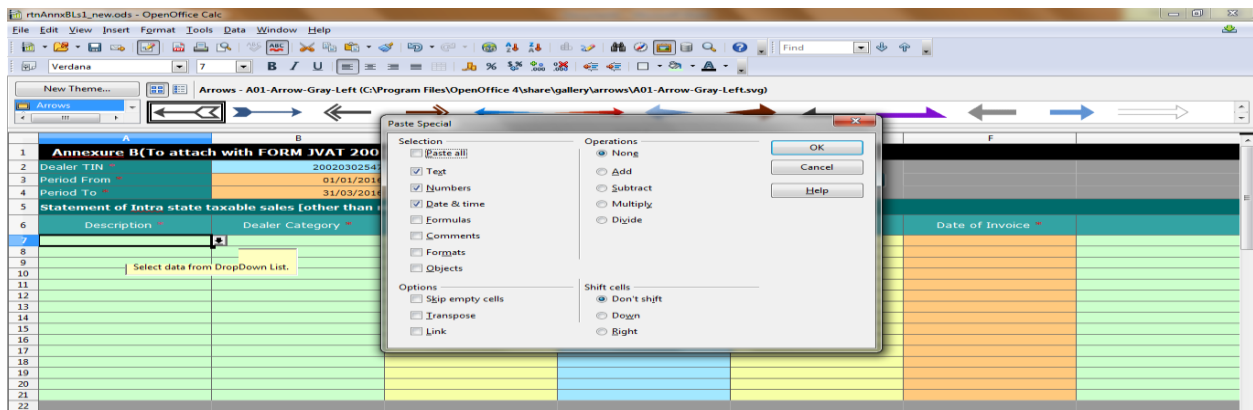 rtnAnnxBLs1_new.ods - OpenOffice Calc
File Edit View Insert Format Tools Data Window Help
ABC Find
Verdana 7 B I U A
New Theme... Arrows - A01-Arrow-Gray-Left (C:\Program Files\OpenOffice 4\share\gallery\arrows\A01-Arrow-Gray-Left.svg)
Arrows
Paste Special
Selection
Paste all
Text
Numbers
Date & time
Formulas
Comments
Formats
Objects
Operations
None
Add
Subtract
Multiply
Divide
OK
Cancel
Help
Options
Skip empty cells
Transpose
Link
Shift cells
Don't shift
Down
Right
A B F
1 Annexure B(To attach with FORM JVAT 200
2 Dealer TIN * 20020302547
3 Period From * 01/01/2016
4 Period To * 31/03/2016
5 Statement of Intra state taxable sales [other than
6 Description * Dealer Category * Date of Invoice *
7
8
9
Select data from DropDown List.
10
11
12
13
14
15
16
17
18
19
20
21
22